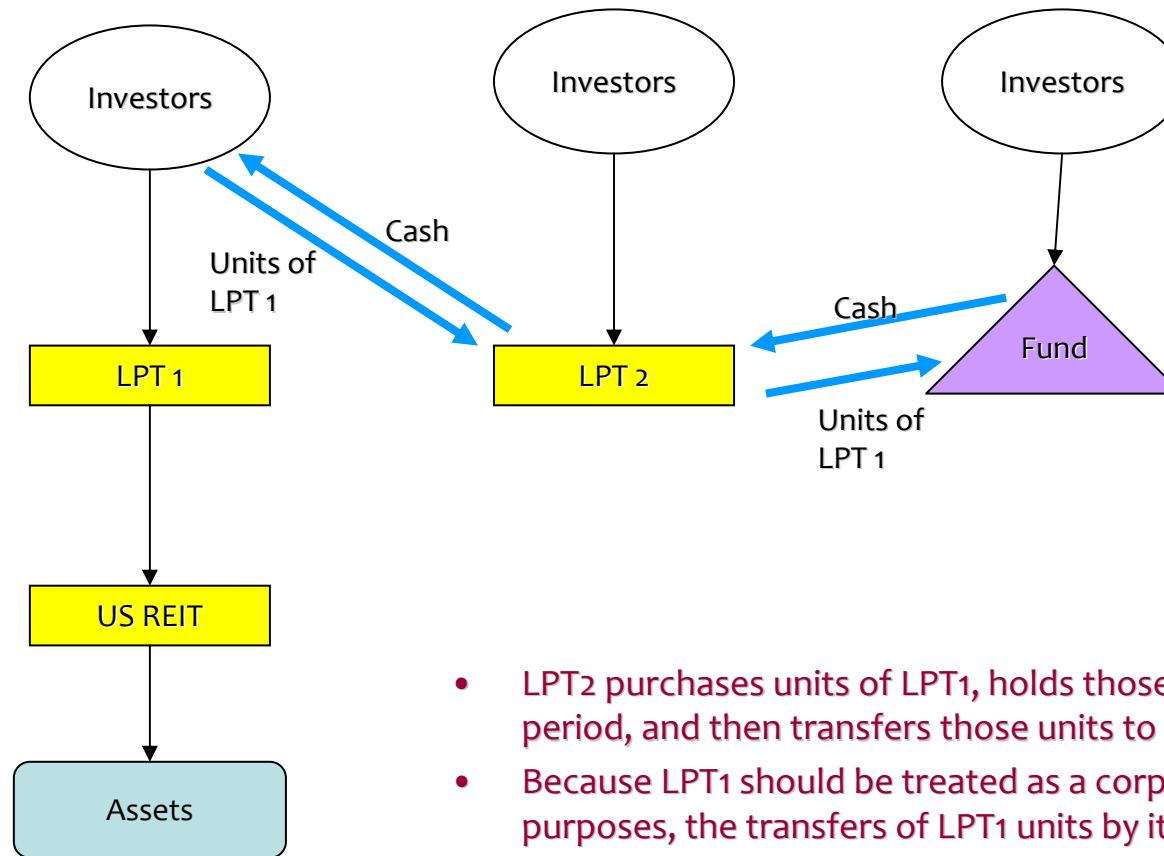 Investors
Investors
Investors
Cash
Units of
LPT 1
Cash
Fund
LPT 1
LPT 2
Units of
LPT 1
US REIT
Assets
• LPT2 purchases units of LPT1, holds those
period, and then transfers those units to
• Because LPT1 should be treated as a corp
purposes, the transfers of LPT1 units by it